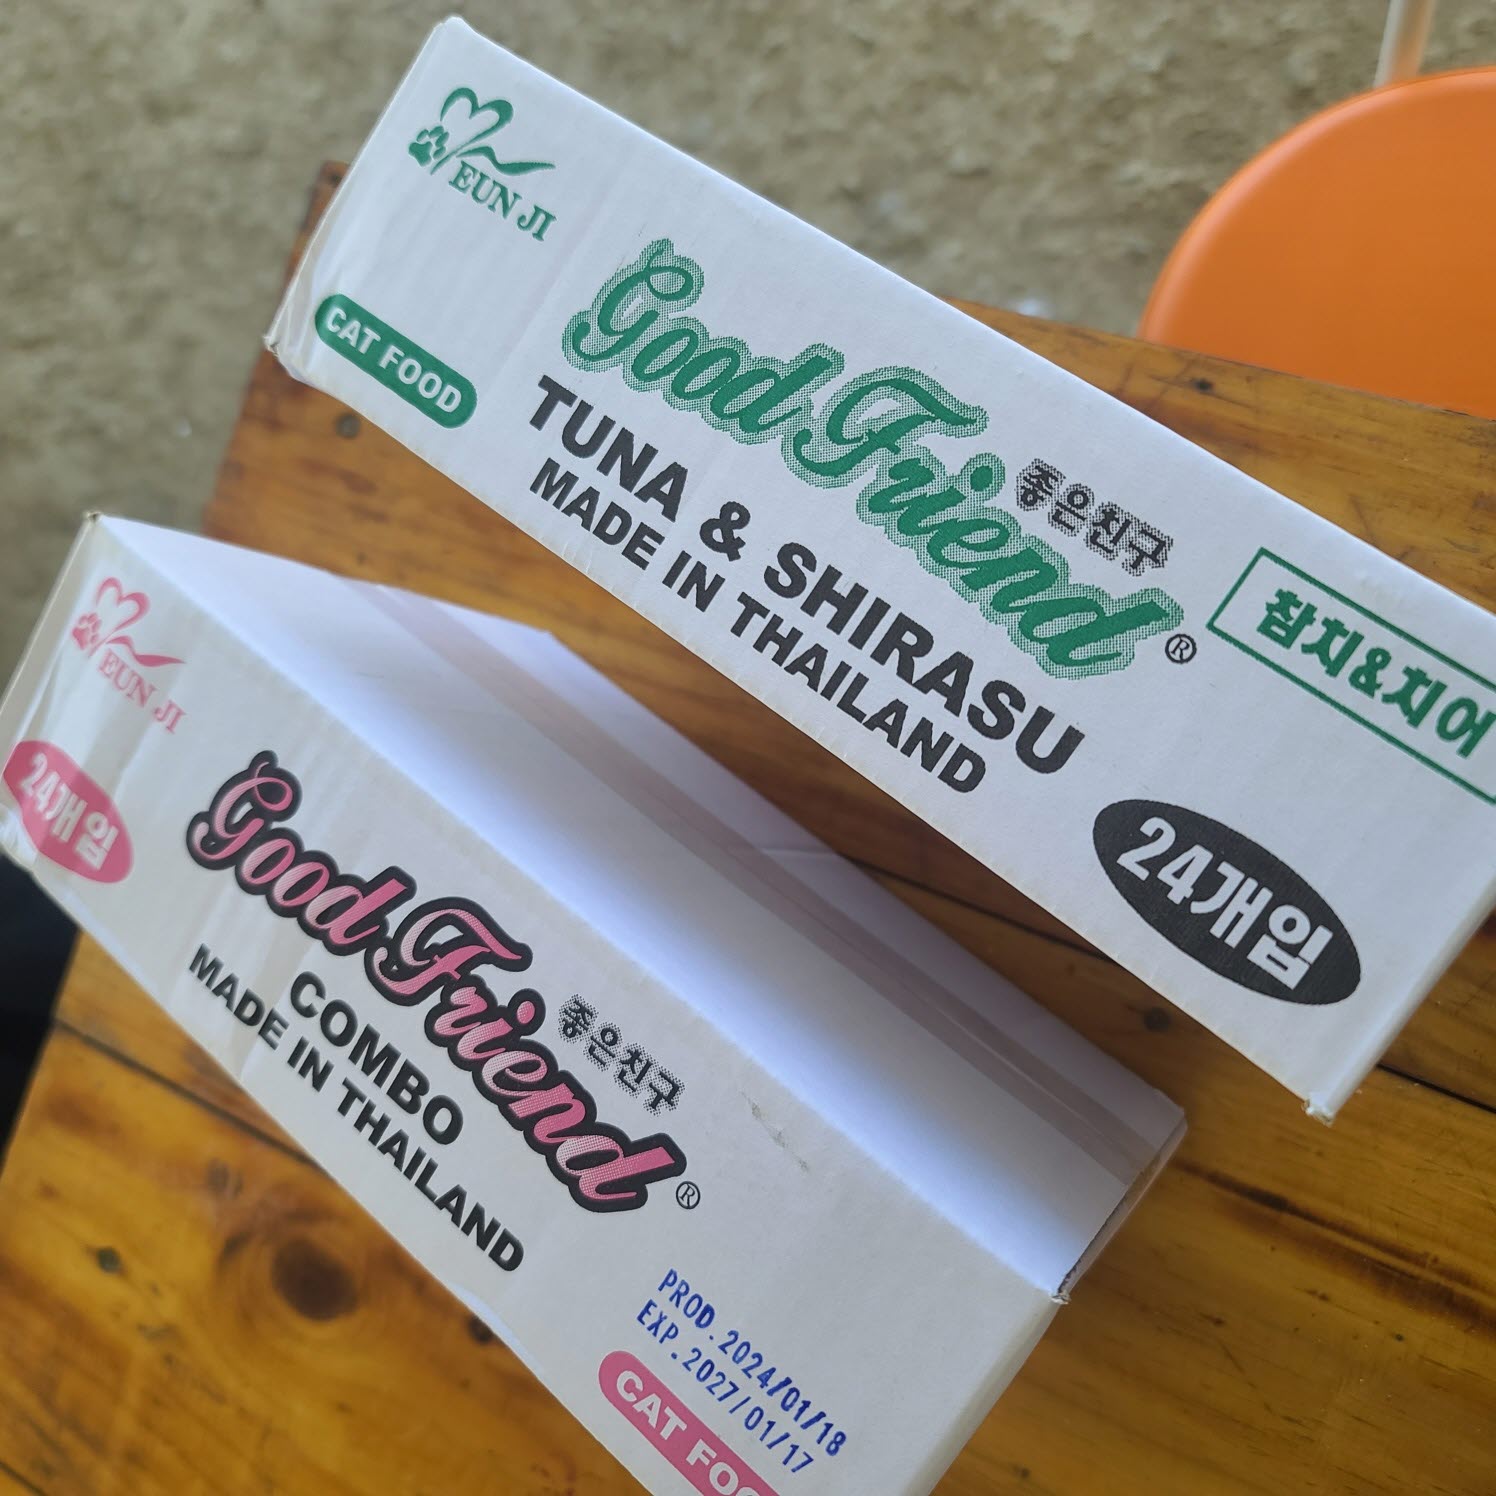 EUN JI
CAT FOOD
Good Friend
좋은친구
®
TUNA & SHIRASU
MADE IN THAILAND
참치&치어
24개입
EUN JI
24개입
Good Friend
좋은친구
®
COMBO
MADE IN THAILAND
PROD.2024/01/18
EXP.2027/01/17
CAT FOO